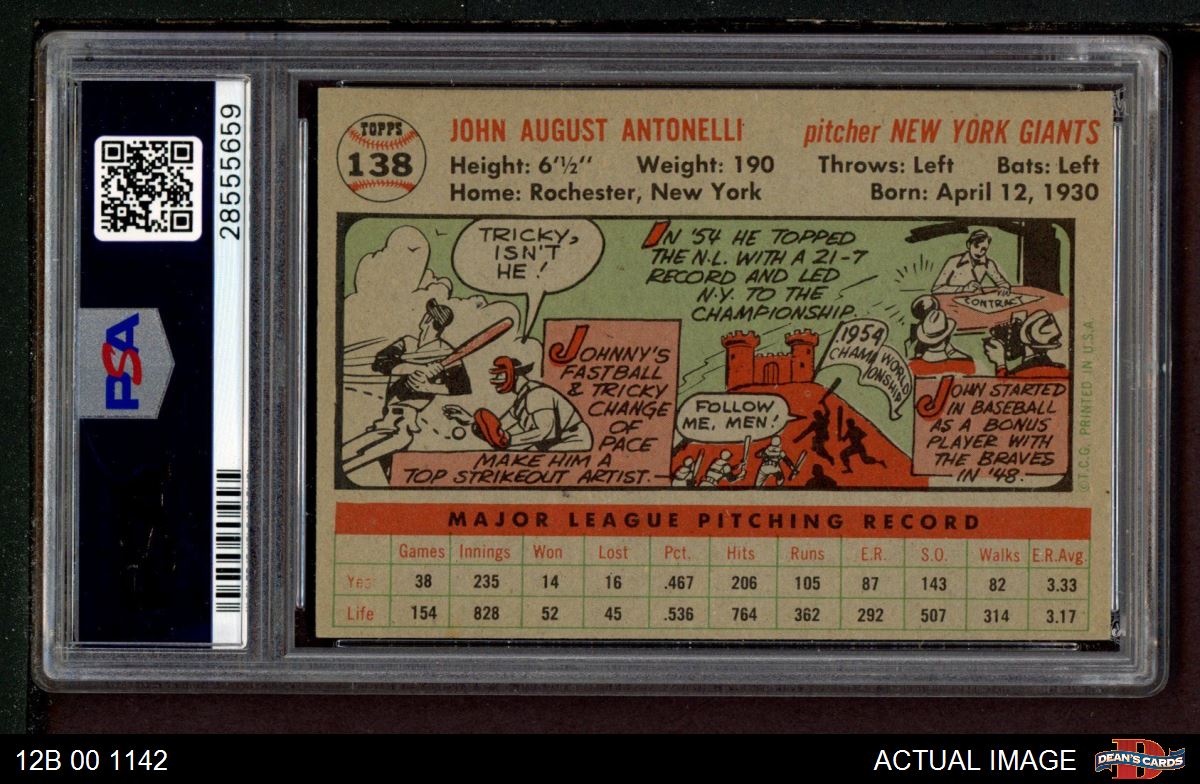 28555659
PSA
TOPPS
138
JOHN AUGUST ANTONELLI
pitcher NEW YORK GIANTS
Height: 6'½" Weight: 190 Throws: Left Bats: Left
Home: Rochester, New York Born: April 12, 1930
TRICKY,
ISN'T
HE!
JOHNNY'S
FASTBALL
& TRICKY
CHANGE
OF
PACE
MAKE HIM A
TOP STRIKEOUT ARTIST.
IN '54 HE TOPPED
THE N.L. WITH A 21-7
RECORD AND LED
N.Y. TO THE
CHAMPIONSHIP.
1954
WORLD
CHAMPIONSHIP
FOLLOW
ME, MEN!
CONTRACT
JOHN STARTED
IN BASEBALL
AS A BONUS
PLAYER WITH
THE BRAVES
IN '48.
©T.C.G. PRINTED IN U.S.A.
MAJOR LEAGUE PITCHING RECORD
Games Innings Won Lost Pct. Hits Runs E.R. S.O. Walks E.R.Avg.
Year 38 235 14 16 .467 206 105 87 143 82 3.33
Life 154 828 52 45 .536 764 362 292 507 314 3.17
12B 00 1142
ACTUAL IMAGE
D
DEAN'S CARDS